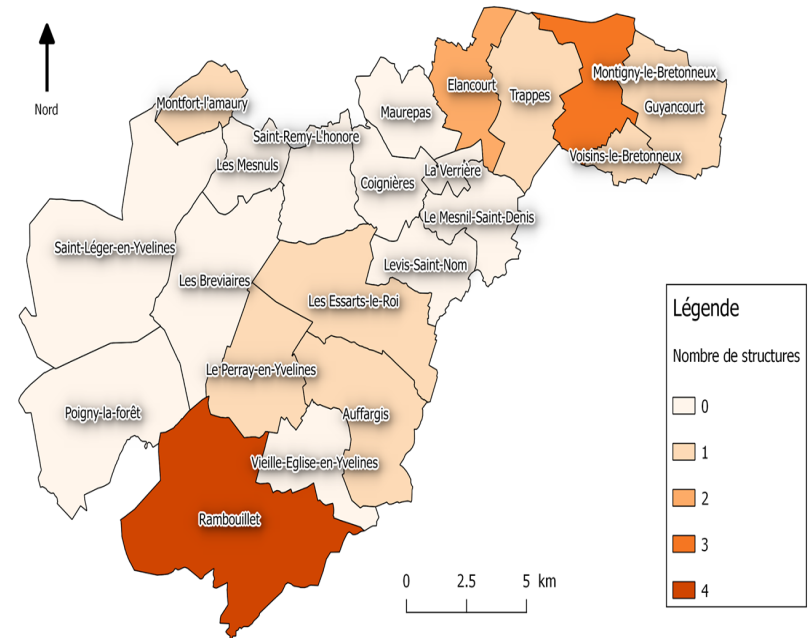 Nord
Montfort-l'amaury
Elancourt
Trappes
Montigny-le-Bretonneux
Guyancourt
Maurepas
Saint-Remy-L'honore
Voisins-le-Bretonneux
Les Mesnuls
La Verrière
Coignières
Le Mesnil-Saint-Denis
Saint-Léger-en-Yvelines
Levis-Saint-Nom
Les Breviaires
Les Essarts-le-Roi
Le Perray-en-Yvelines
Poigny-la-forêt
Auffargis
Vieille-Eglise-en-Yvelines
Rambouillet
0 2.5 5 km
Légende
Nombre de structures
0
1
2
3
4